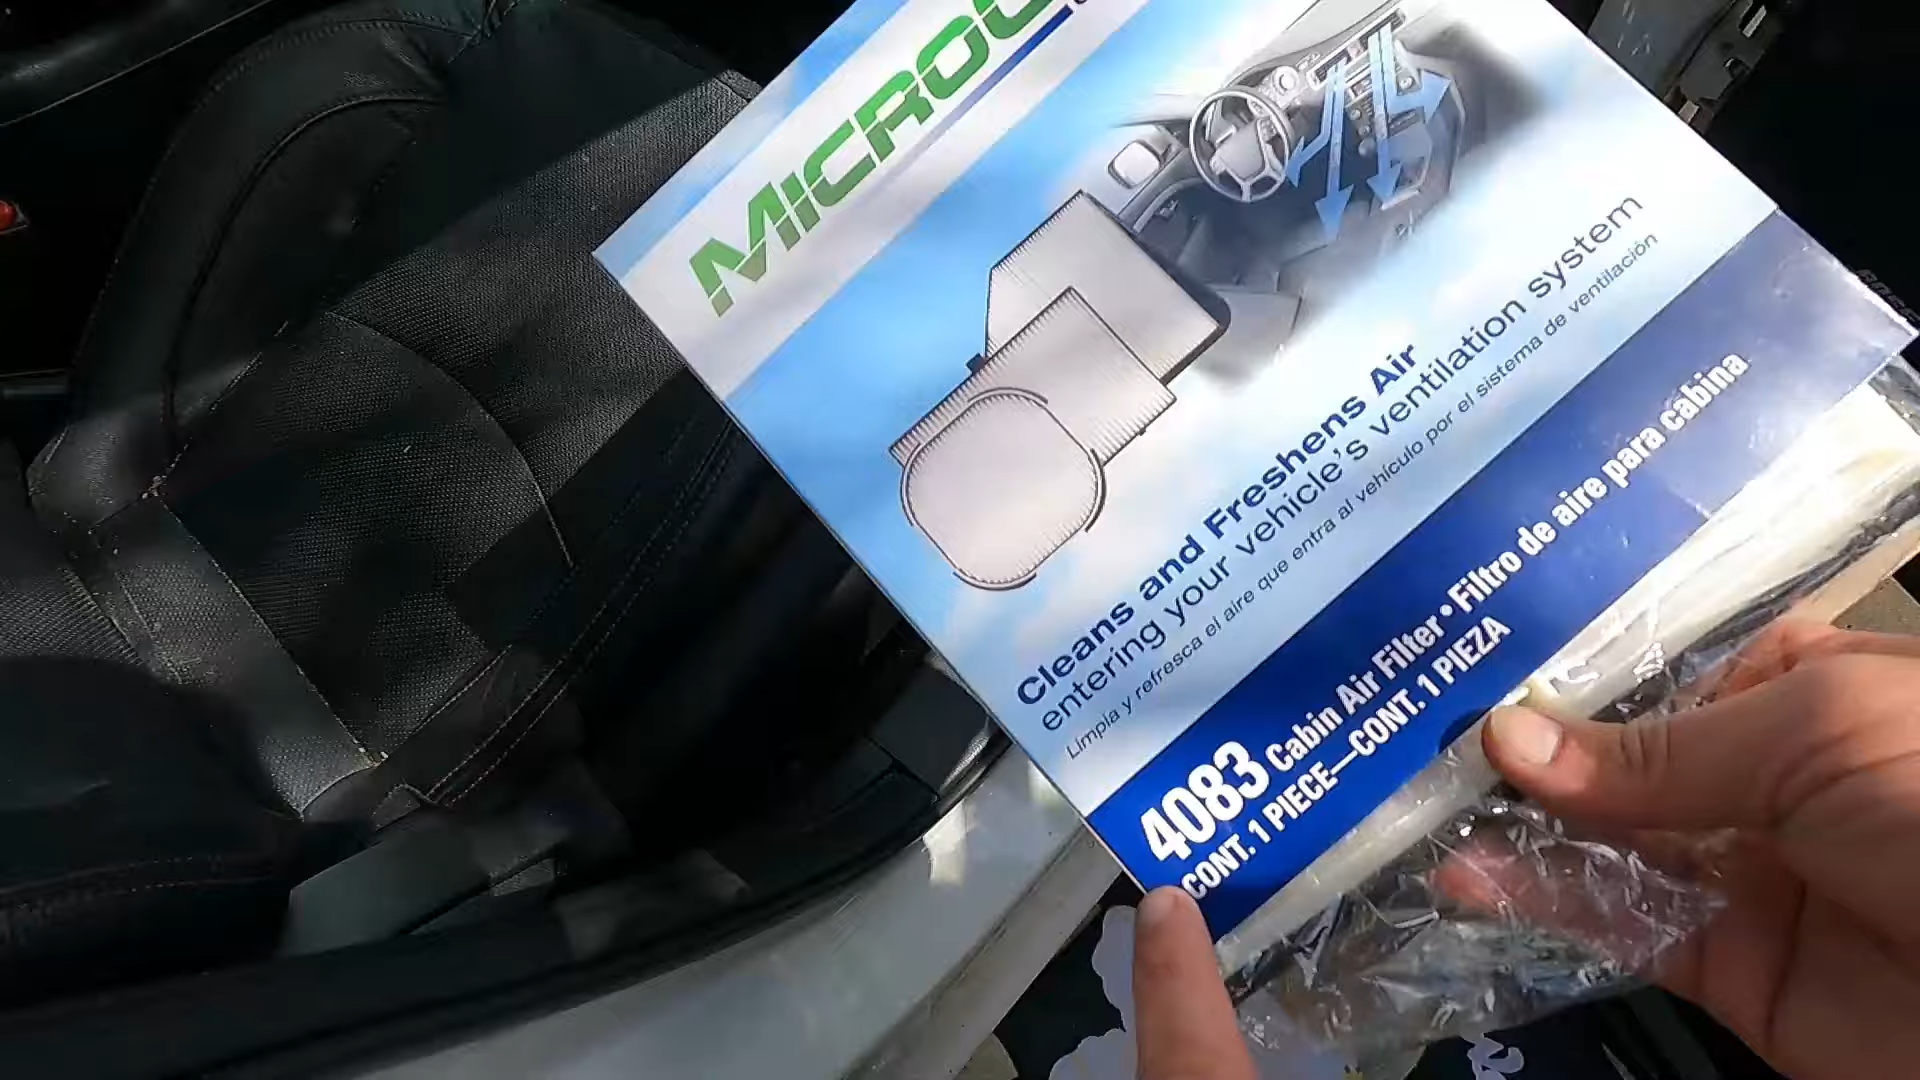 Cleans and Freshens Air
entering your vehicle's ventilation system
Limpia y refresca el aire que entra al vehículo por el sistema de ventilación
4083 Cabin Air Filter • Filtro de aire para cabina
CONT. 1 PIECE—CONT. 1 PIEZA